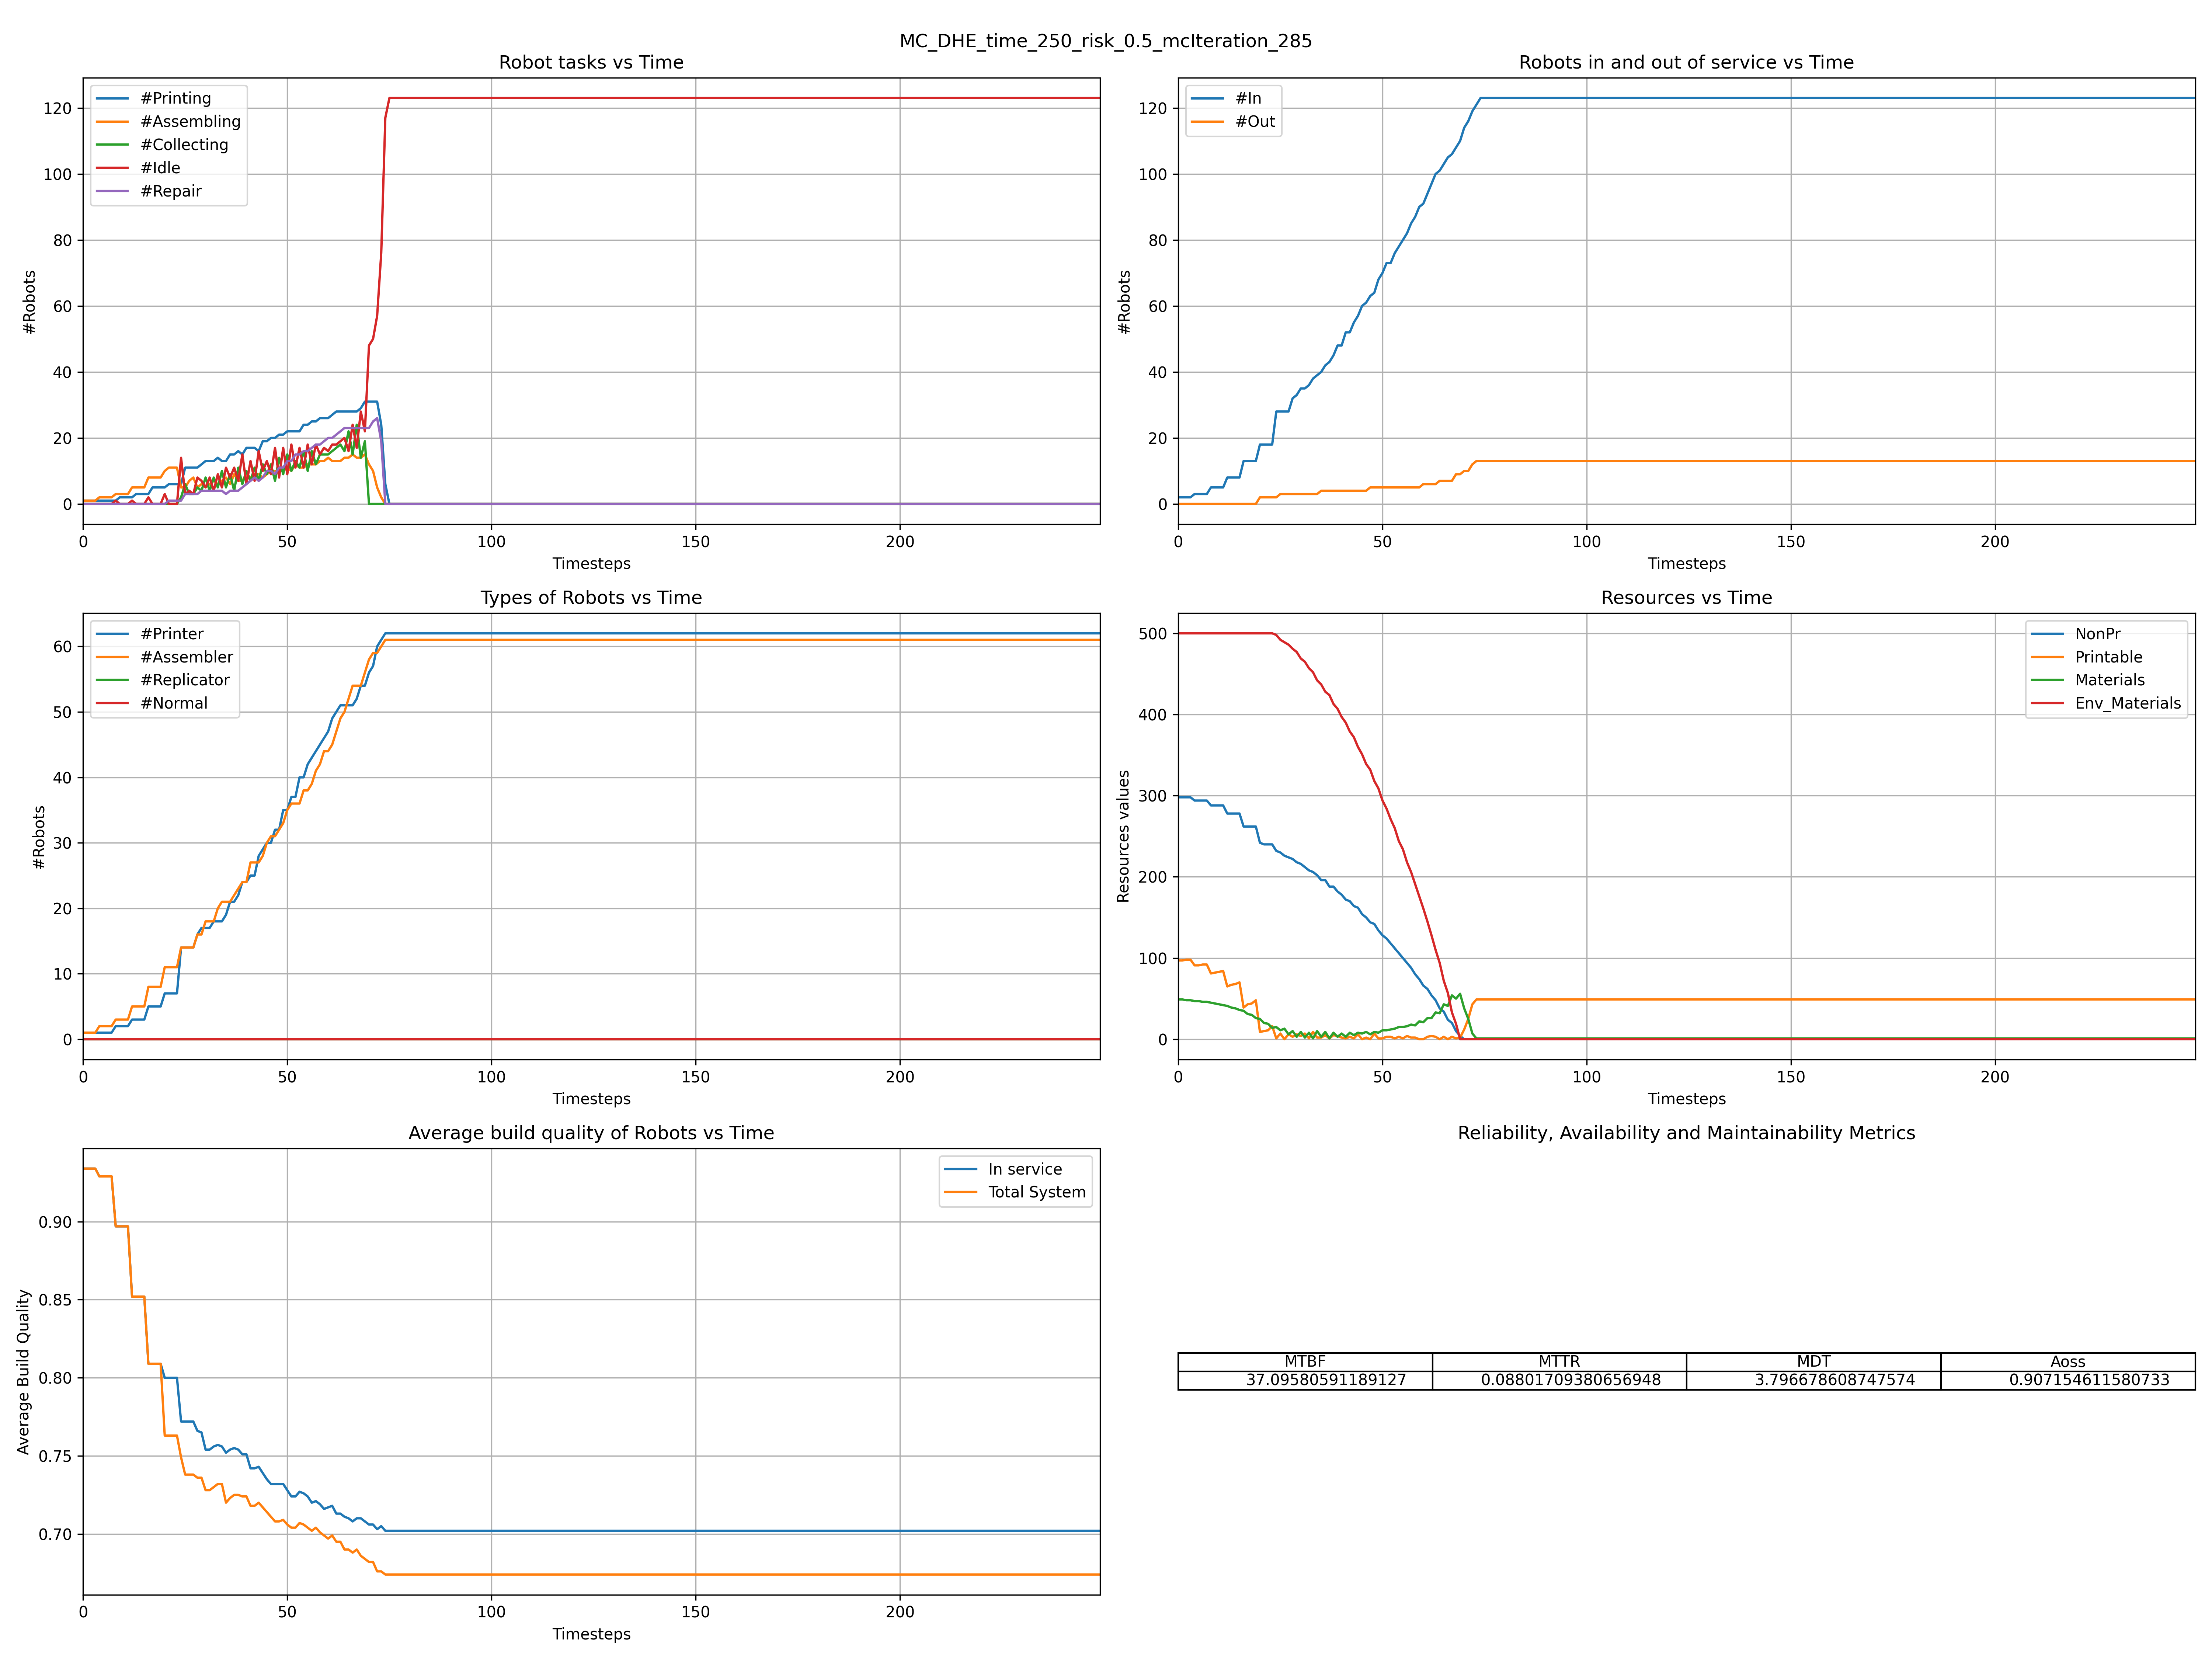 MC_DHE_time_250_risk_0.5_mcIteration_285
Robot tasks vs Time
#Printing
#Assembling
#Collecting
#Idle
#Repair
#Robots
120
100
80
60
40
20
0
0 50 100 150 200
Timesteps
Robots in and out of service vs Time
#In
#Out
#Robots
120
100
80
60
40
20
0
0 50 100 150 200
Timesteps
Types of Robots vs Time
#Printer
#Assembler
#Replicator
#Normal
#Robots
60
50
40
30
20
10
0
0 50 100 150 200
Timesteps
Resources vs Time
NonPr
Printable
Materials
Env_Materials
Resources values
500
400
300
200
100
0
0 50 100 150 200
Timesteps
Average build quality of Robots vs Time
In service
Total System
Average Build Quality
0.90
0.85
0.80
0.75
0.70
0 50 100 150 200
Timesteps
Reliability, Availability and Maintainability Metrics
MTBF MTTR MDT Aoss
37.09580591189127 0.08801709380656948 3.796678608747574 0.907154611580733